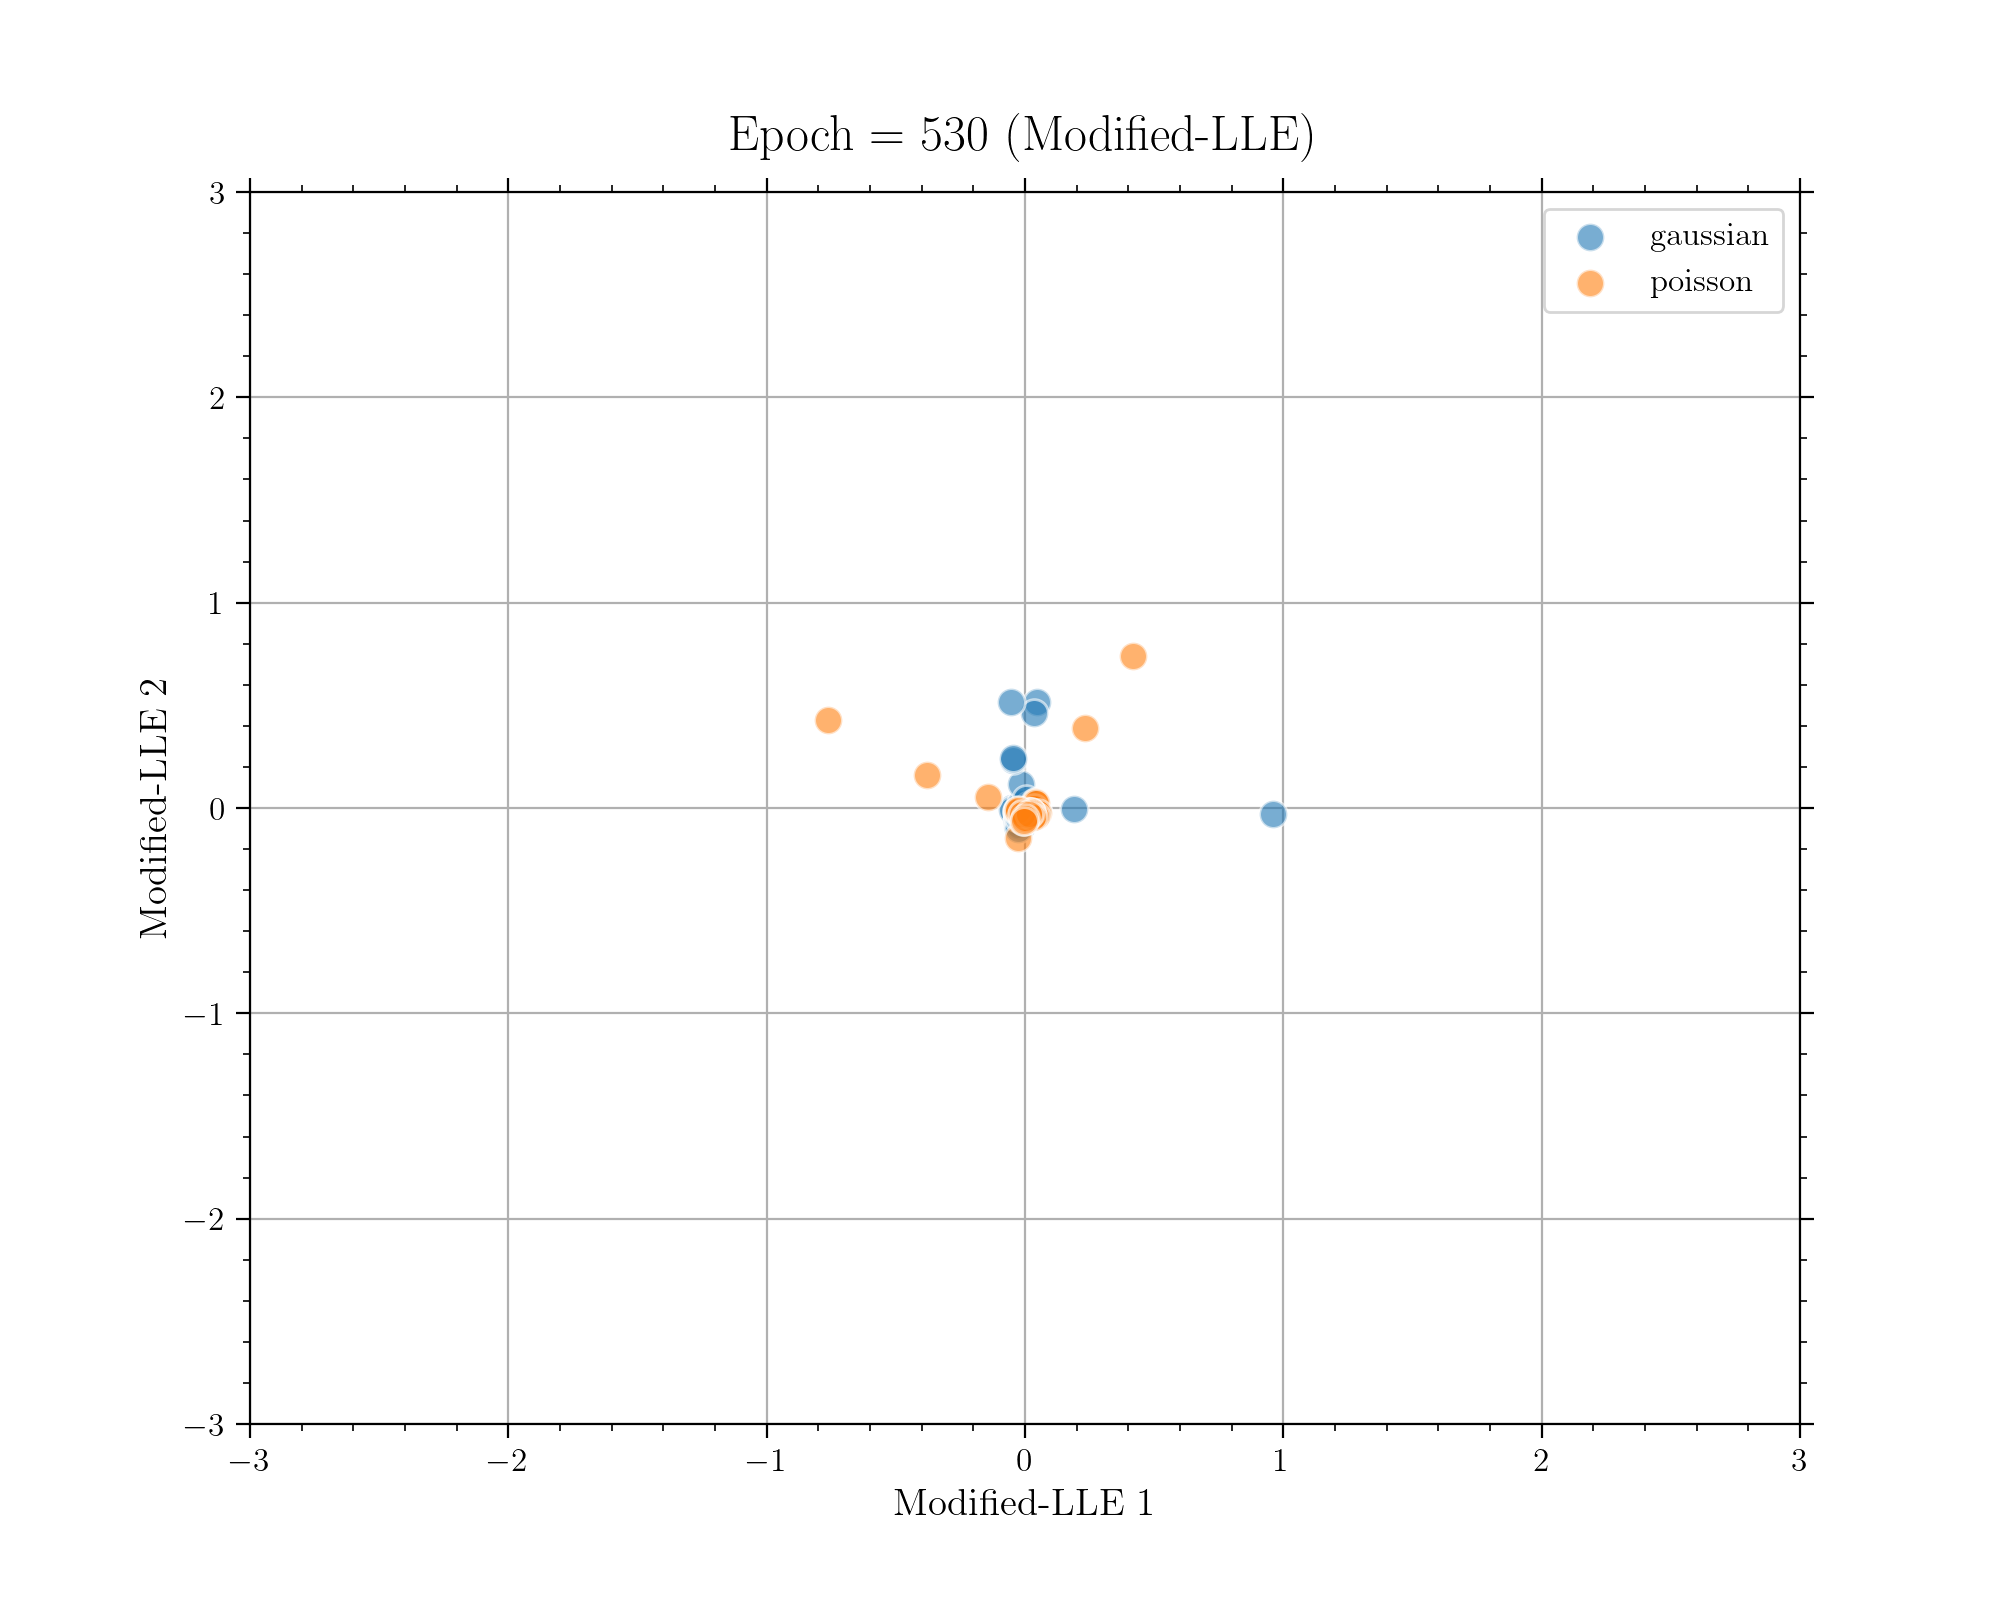 Epoch = 530 (Modified-LLE)
gaussian
poisson
3
2
1
0
−1
−2
−3
Modified-LLE 2
−3
−2
−1
0
1
2
3
Modified-LLE 1